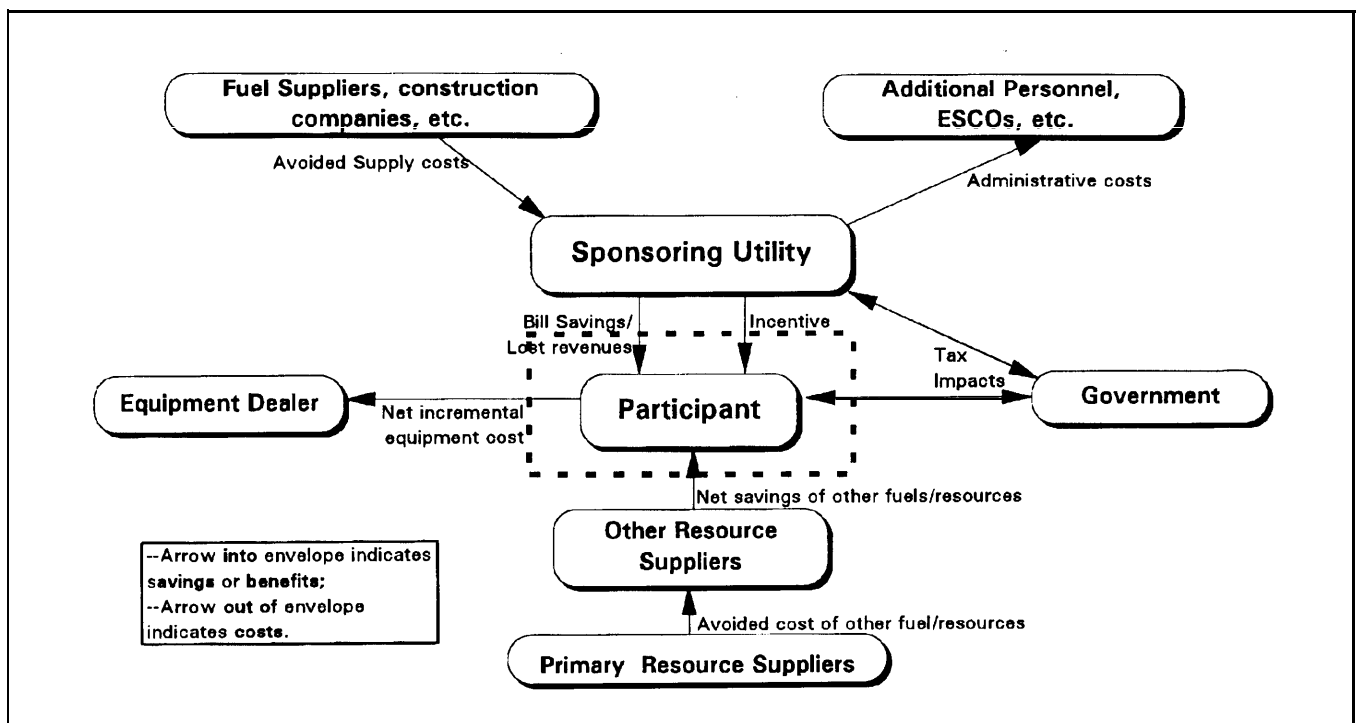 Fuel Suppliers, construction
companies, etc.
Additional Personnel,
ESCOs, etc.
Avoided Supply costs
Administrative costs
Sponsoring Utility
Bill Savings/
Lost revenues
Incentive
Tax
Impacts
Equipment Dealer
Net incremental
equipment cost
Participant
Government
Net savings of other fuels/resources
Other Resource
Suppliers
--Arrow into envelope indicates
savings or benefits;
--Arrow out of envelope
indicates costs.
Avoided cost of other fuel/resources
Primary Resource Suppliers